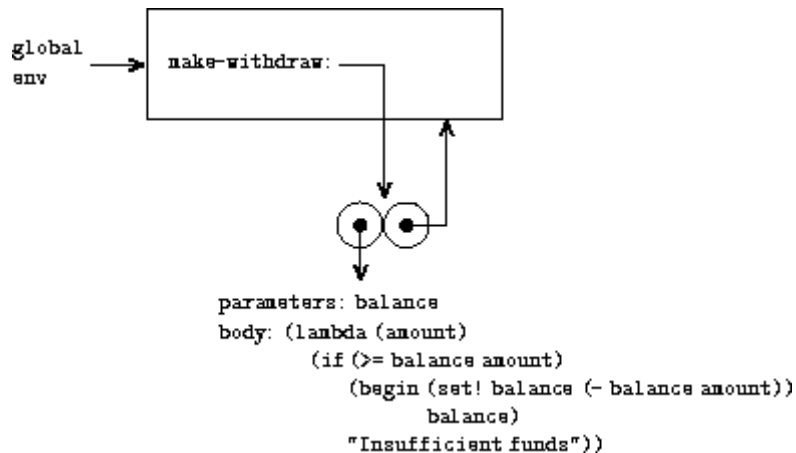 global
env
make-withdraw:
parameters: balance
body: (lambda (amount)
(if (>= balance amount)
(begin (set! balance (- balance amount))
balance)
"Insufficient funds"))